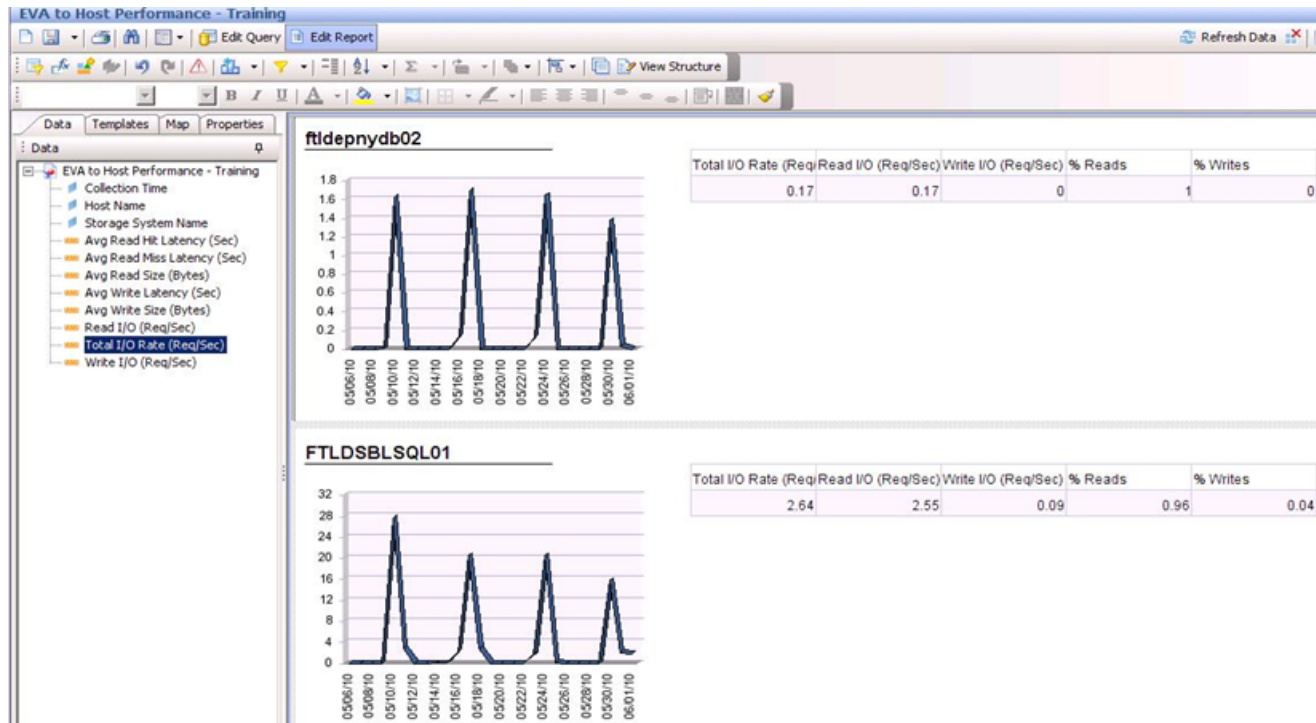 EVA to Host Performance - Training
Edit Query Edit Report Refresh Data
View Structure
B I U A
Data Templates Map Properties
Data
EVA to Host Performance - Training
Collection Time
Host Name
Storage System Name
Avg Read Hit Latency (Sec)
Avg Read Miss Latency (Sec)
Avg Read Size (Bytes)
Avg Write Latency (Sec)
Avg Write Size (Bytes)
Read I/O (Req/Sec)
Total I/O Rate (Req/Sec)
Write I/O (Req/Sec)
ftldepnydb02
Total I/O Rate (Req Read I/O (Req/Sec) Write I/O (Req/Sec) % Reads % Writes
0.17 0.17 0 1 0
1.8
1.6
1.4
1.2
1
0.8
0.6
0.4
0.2
0
05/06/10 05/08/10 05/10/10 05/12/10 05/14/10 05/16/10 05/18/10 05/20/10 05/22/10 05/24/10 05/26/10 05/28/10 05/30/10 06/01/10
FTLDSBLSQL01
Total I/O Rate (Req Read I/O (Req/Sec) Write I/O (Req/Sec) % Reads % Writes
2.64 2.55 0.09 0.96 0.04
32
28
24
20
16
12
8
4
0
05/06/10 05/08/10 05/10/10 05/12/10 05/14/10 05/16/10 05/18/10 05/20/10 05/22/10 05/24/10 05/26/10 05/28/10 05/30/10 06/01/10